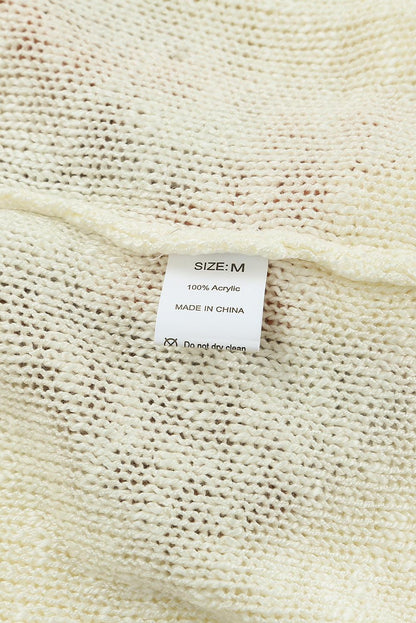 SIZE: M
100% Acrylic
MADE IN CHINA
Do not dry clean